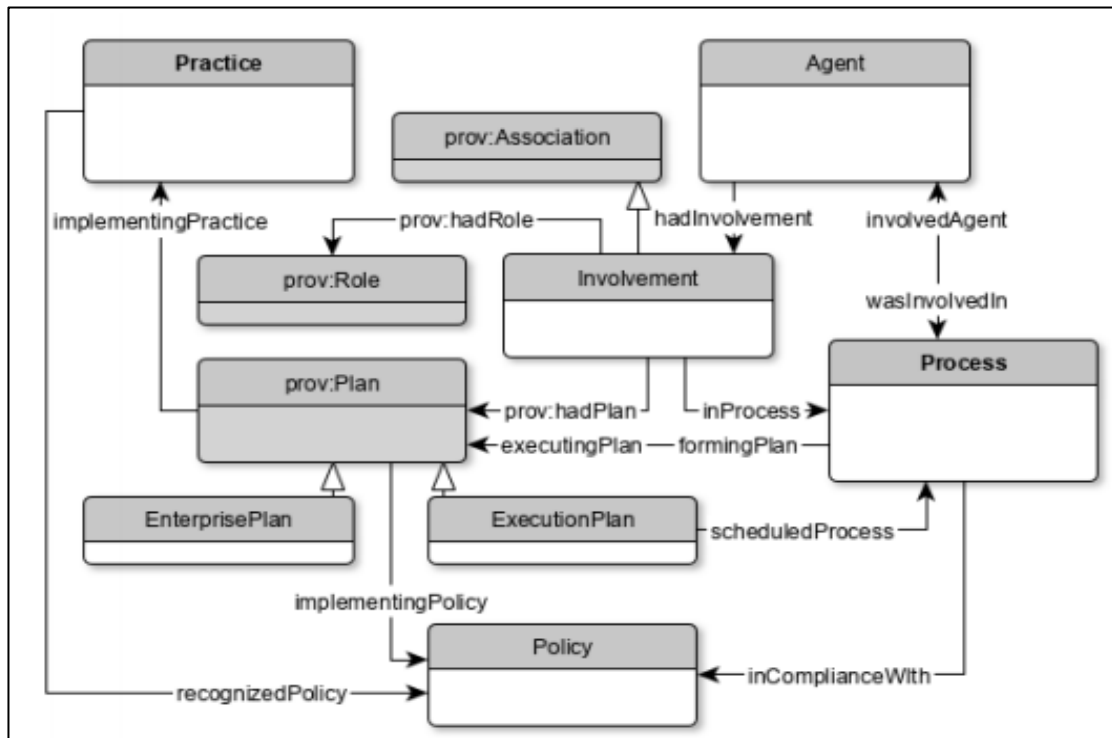 Practice
Agent
prov:Association
implementingPractice
prov:hadRole
hadInvolvement
involvedAgent
prov:Role
Involvement
wasInvolvedIn
prov:Plan
Process
prov:hadPlan
inProcess
executingPlan
formingPlan
EnterprisePlan
ExecutionPlan
scheduledProcess
implementingPolicy
Policy
inComplianceWIth
recognizedPolicy